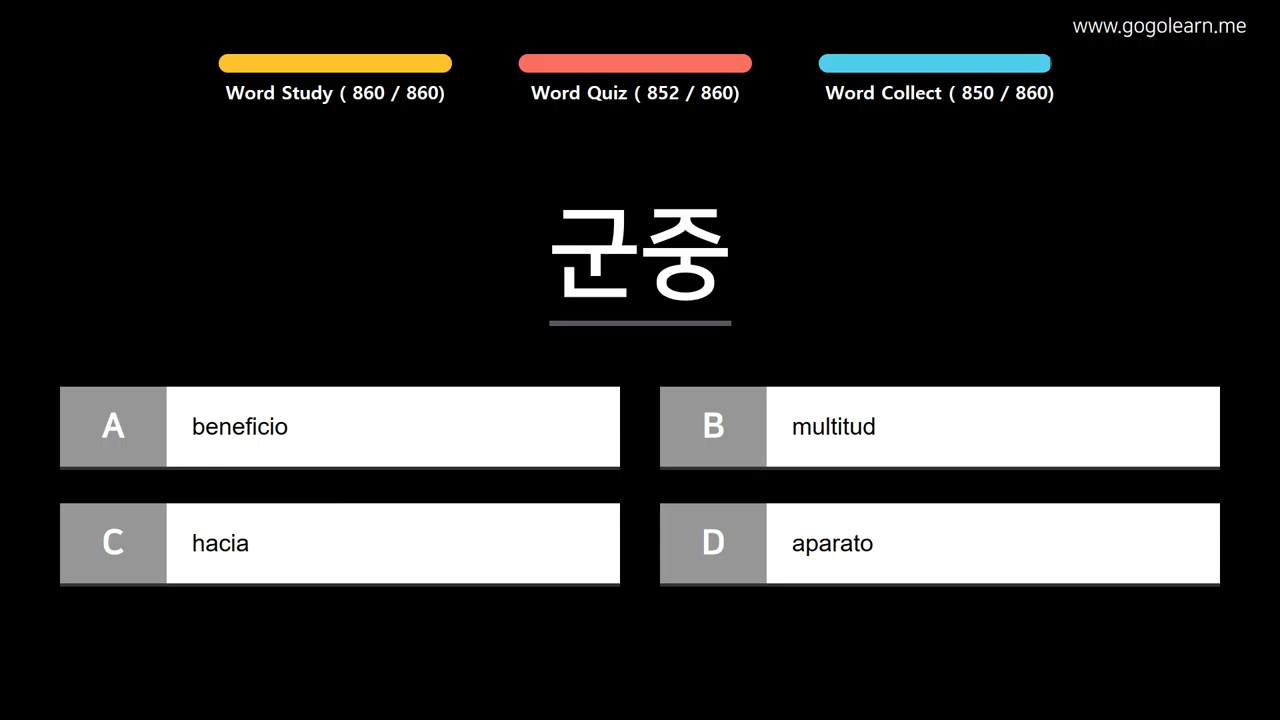 www.gogolearn.me
Word Study ( 860 / 860)
Word Quiz ( 852 / 860)
Word Collect ( 850 / 860)
군중
A beneficio
B multitud
C hacia
D aparato